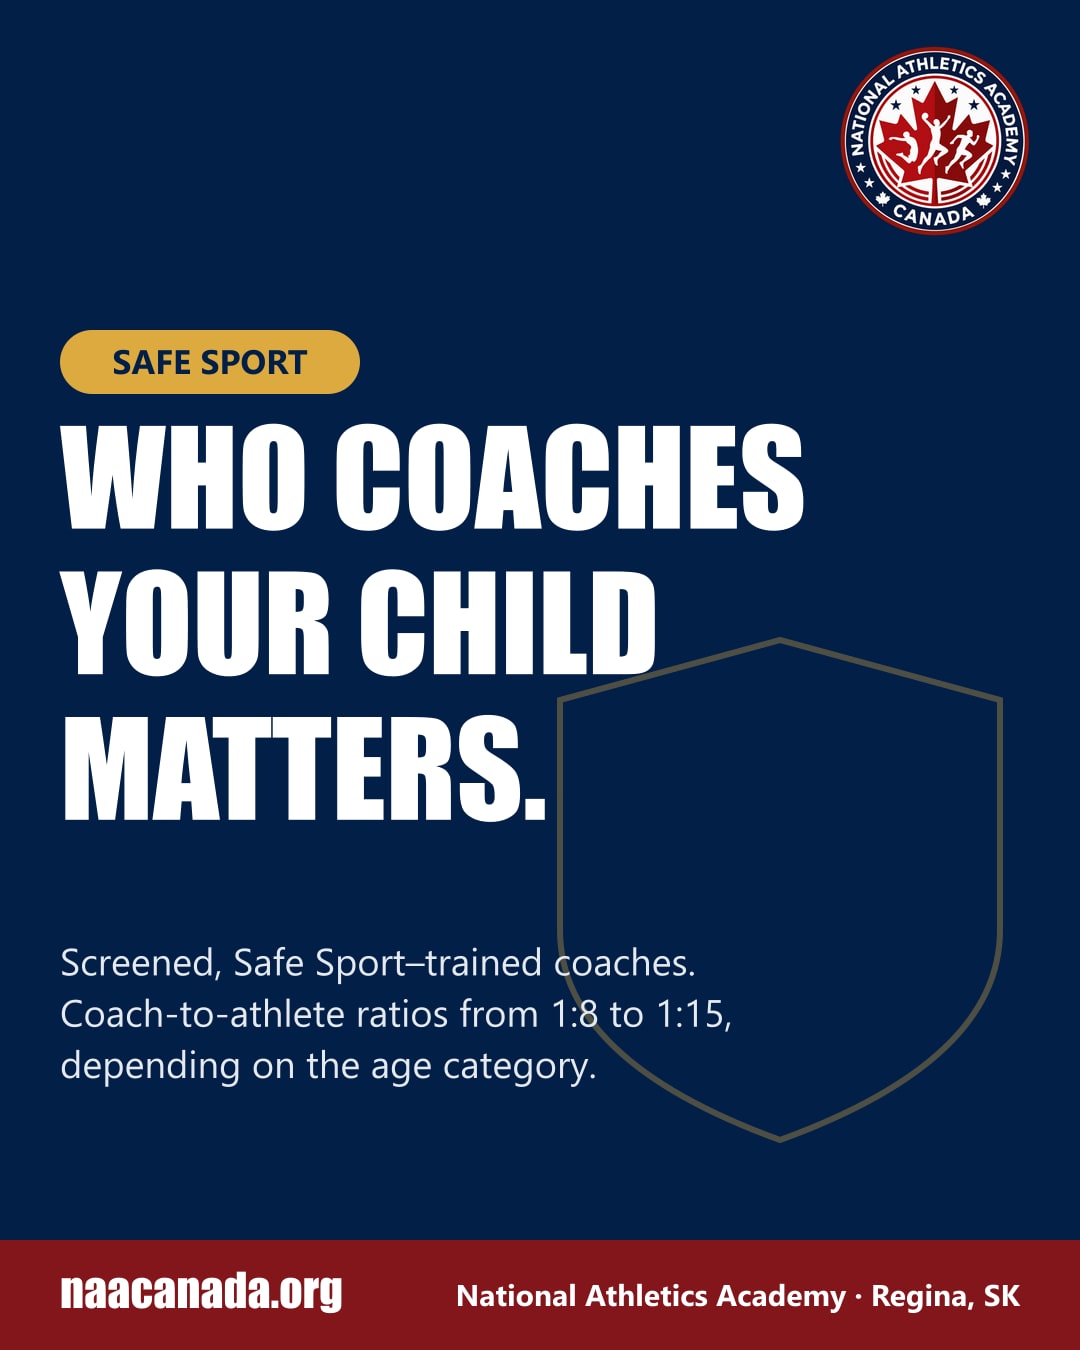 NATIONAL ATHLETICS ACADEMY
CANADA
SAFE SPORT
WHO COACHES
YOUR CHILD
MATTERS.
Screened, Safe Sport–trained coaches.
Coach-to-athlete ratios from 1:8 to 1:15,
depending on the age category.
naacanada.org
National Athletics Academy · Regina, SK